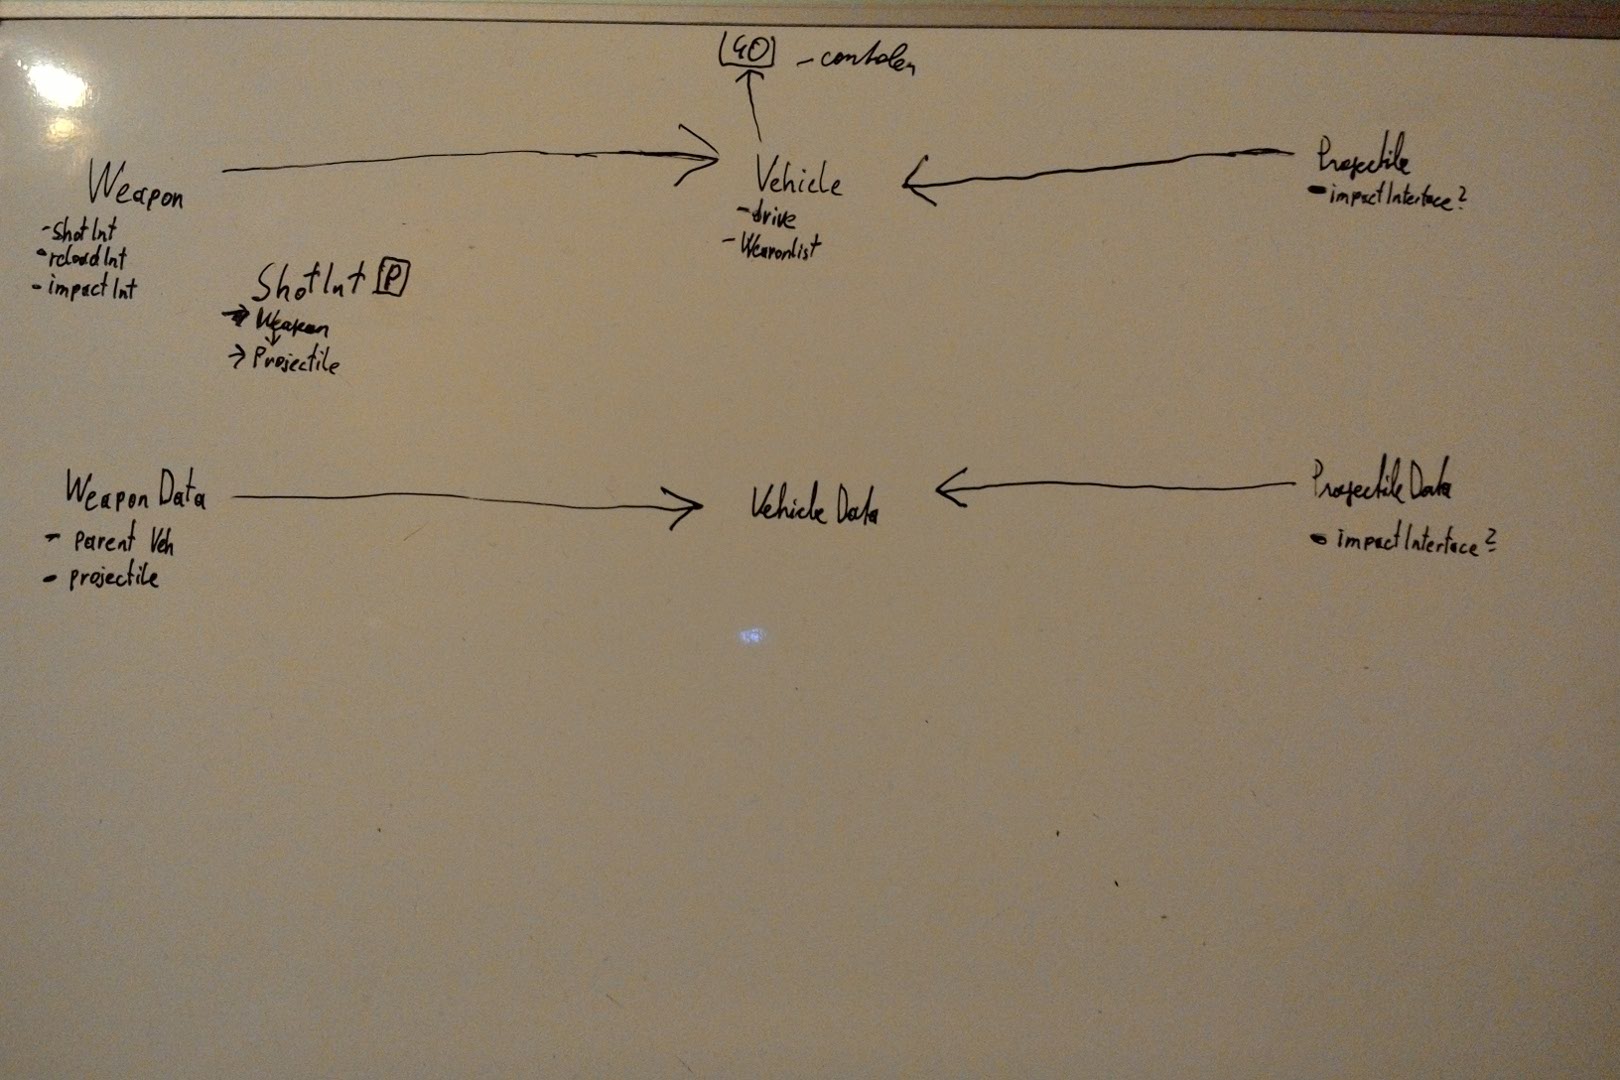 GO - contoler
Weapon
- ShotInt
- reloadInt
- impactInt
ShotInt P
→ Weapon
→ Projectile
Vehicle
- drive
- Weaponlist
Projectile
- impactInterface?
Weapon Data
- parent Veh
- projectile
Vehicle Data
Projectile Data
- impactInterface?